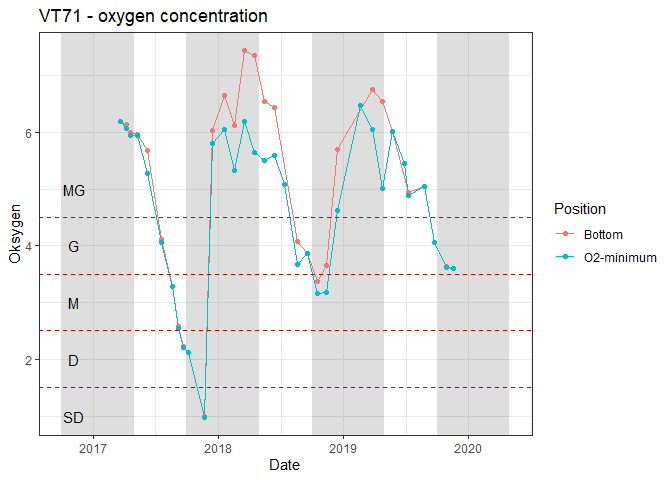 VT71 - oxygen concentration
Oksygen
6
4
2
MG
G
M
D
SD
2017
2018
2019
2020
Date
Position
Bottom
O2-minimum